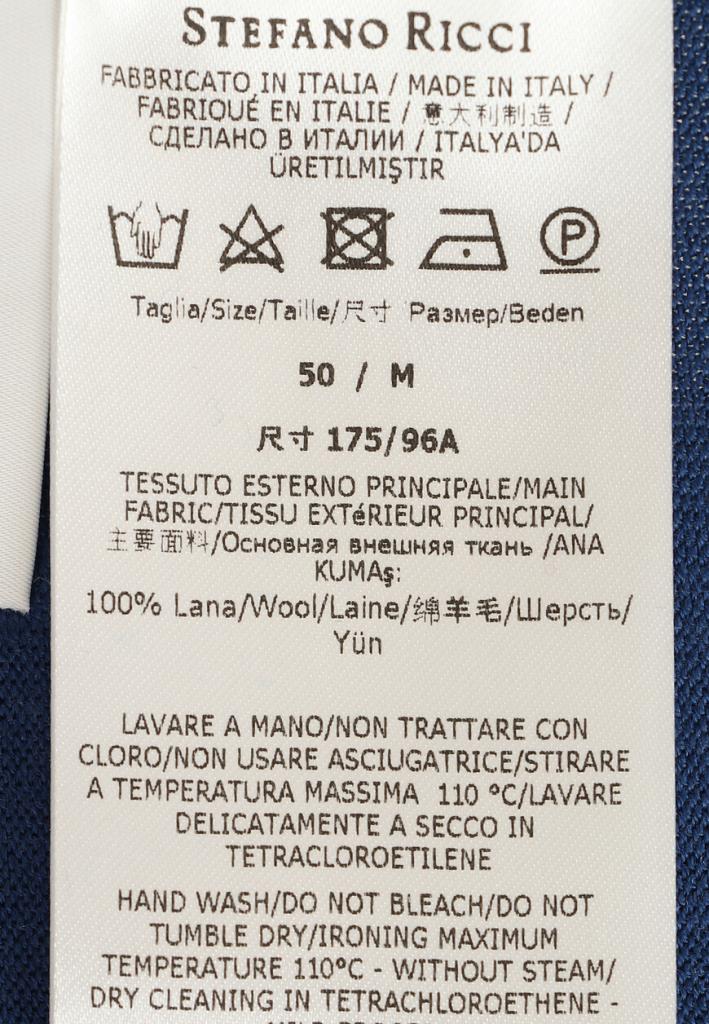 STEFANO RICCI
FABBRICATO IN ITALIA / MADE IN ITALY /
FABRIQUÉ EN ITALIE / 意大利制造 /
СДЕЛАНО В ИТАЛИИ / ITALYA'DA
ÜRETILMIŞTIR
P
Taglia/Size/Taille/尺寸 Размер/Beden
50 / M
尺寸 175/96A
TESSUTO ESTERNO PRINCIPALE/MAIN
FABRIC/TISSU EXTéRIEUR PRINCIPAL/
主要面料/Основная внешняя ткань /ANA
KUMAş:
100% Lana/Wool/Laine/绵羊毛/Шерсть/
Yün
LAVARE A MANO/NON TRATTARE CON
CLORO/NON USARE ASCIUGATRICE/STIRARE
A TEMPERATURA MASSIMA 110 °C/LAVARE
DELICATAMENTE A SECCO IN
TETRACLOROETILENE
HAND WASH/DO NOT BLEACH/DO NOT
TUMBLE DRY/IRONING MAXIMUM
TEMPERATURE 110°C - WITHOUT STEAM/
DRY CLEANING IN TETRACHLOROETHENE -